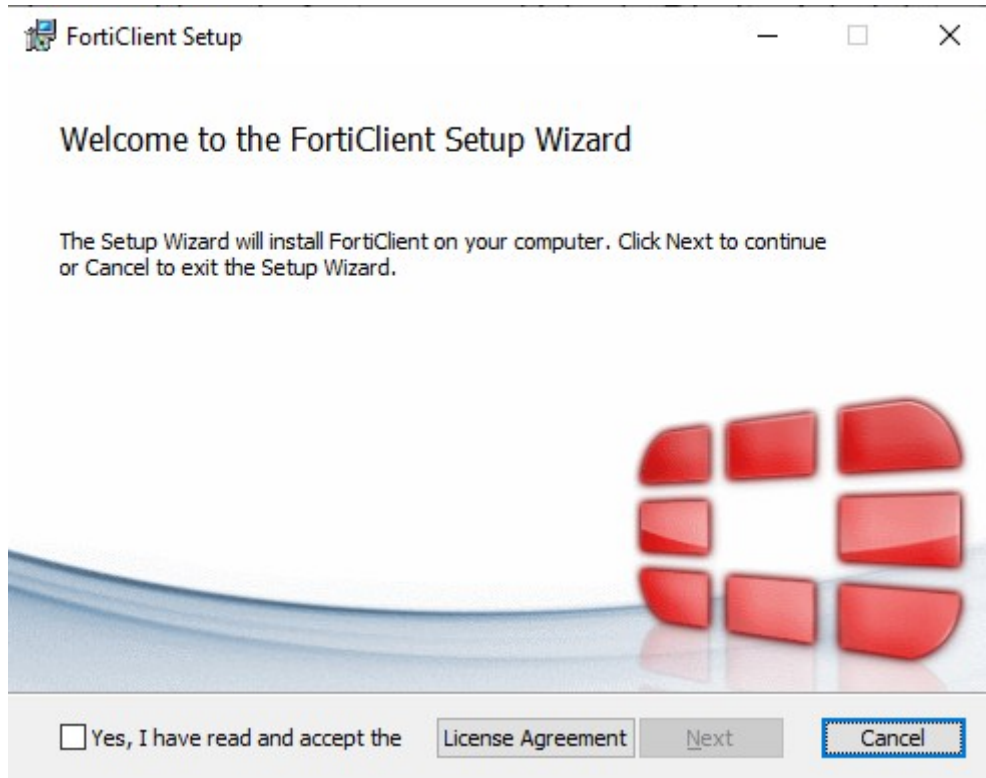 FortiClient Setup
Welcome to the FortiClient Setup Wizard
The Setup Wizard will install FortiClient on your computer. Click Next to continue
or Cancel to exit the Setup Wizard.
Yes, I have read and accept the License Agreement Next Cancel